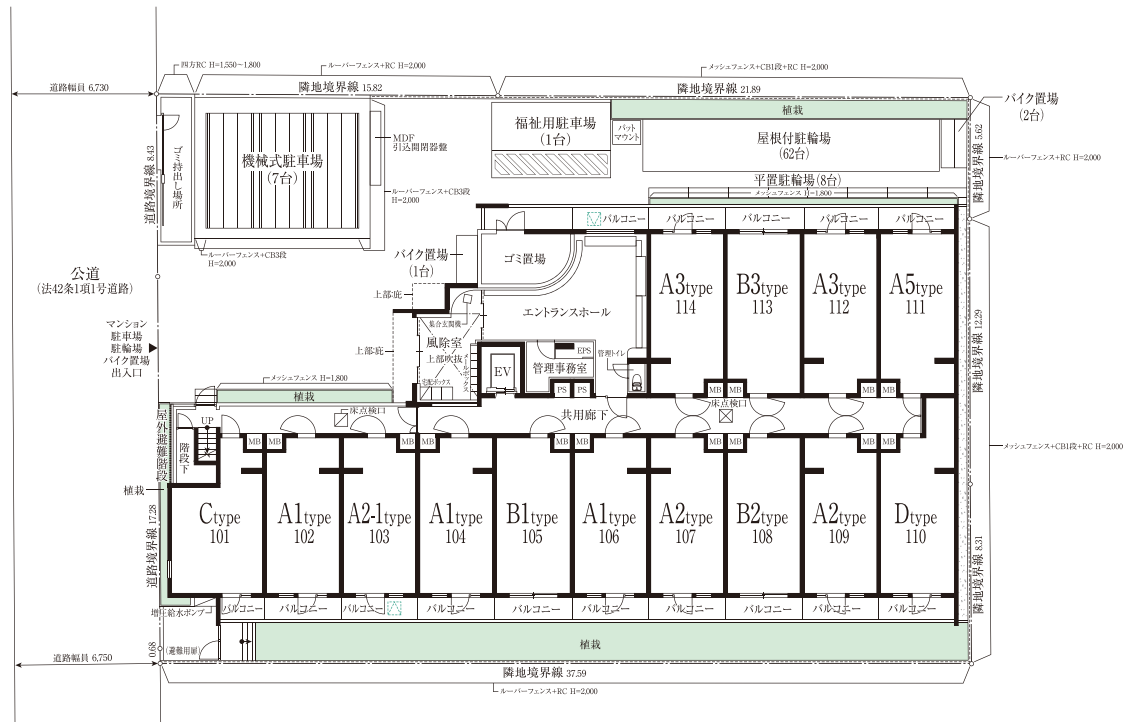 四方RC H=1,550~1,800
ルーバーフェンス+RC H=2,000
メッシュフェンス+CB1段+RC H=2,000
道路幅員 6,730
隣地境界線 15.82
隣地境界線 21.89
バイク置場
(2台)
植栽
福祉用駐車場
(1台)
パット
マウント
屋根付駐輪場
(62台)
MDF
引込開閉器盤
機械式駐車場
(7台)
ゴミ持出し場所
道路境界線 8.43
隣地境界線 5.62
ルーバーフェンス+RC H=2,000
平置駐輪場(8台)
メッシュフェンス H=1,800
ルーバーフェンス+CB3段
H=2,000
バルコニー
バルコニー
バルコニー
バルコニー
バルコニー
ルーバーフェンス+CB3段
H=2,000
バイク置場
(1台)
ゴミ置場
公道
(法42条1項1号道路)
A3type
114
B3type
113
A3type
112
A5type
111
上部庇
エントランスホール
集合玄関機
風除室
上部吹抜
メールボックス
宅配ボックス
マンション
駐車場
駐輪場
バイク置場
出入口
上部庇
EPS
管理事務室
管理トイレ
EV
PS
PS
隣地境界線 12.29
メッシュフェンス H=1,800
植栽
MB
MB
MB
MB
床点検口
床点検口
共用廊下
UP
屋外避難階段
階段下
MB
MB
MB
MB
MB
MB
MB
MB
MB
MB
メッシュフェンス+CB1段+RC H=2,000
植栽
Ctype
101
A1type
102
A2-1type
103
A1type
104
B1type
105
A1type
106
A2type
107
B2type
108
A2type
109
Dtype
110
道路境界線 17.28
隣地境界線 8.31
増圧給水ポンプ
バルコニー
バルコニー
バルコニー
バルコニー
バルコニー
バルコニー
バルコニー
バルコニー
バルコニー
バルコニー
0.68
(避難用扉)
植栽
道路幅員 6,750
隣地境界線 37.59
ルーバーフェンス+RC H=2,000